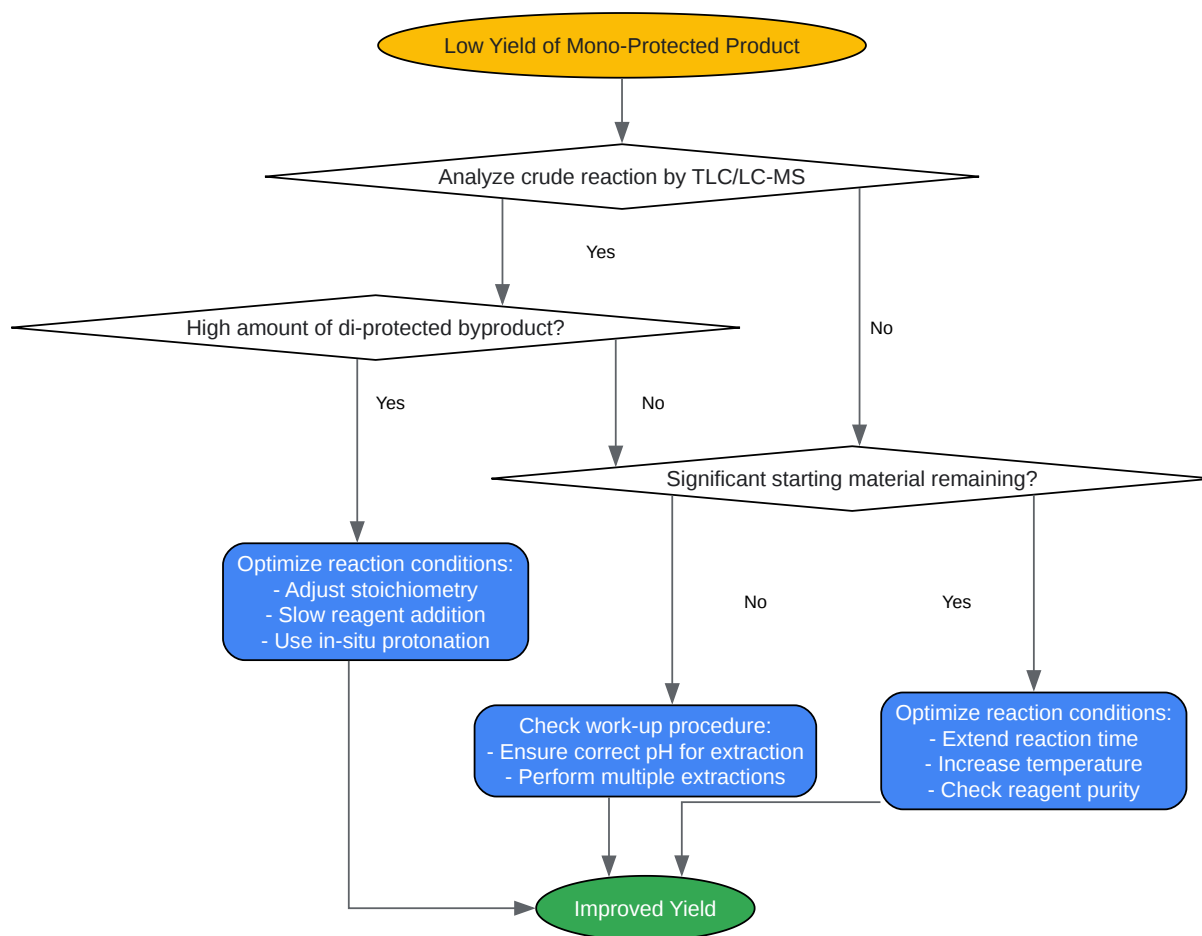 Low Yield of Mono-Protected Product
Analyze crude reaction by TLC/LC-MS
Yes
High amount of di-protected byproduct?
No
Yes
No
Significant starting material remaining?
Optimize reaction conditions:
- Adjust stoichiometry
- Slow reagent addition
- Use in-situ protonation
No
Yes
Check work-up procedure:
- Ensure correct pH for extraction
- Perform multiple extractions
Optimize reaction conditions:
- Extend reaction time
- Increase temperature
- Check reagent purity
Improved Yield